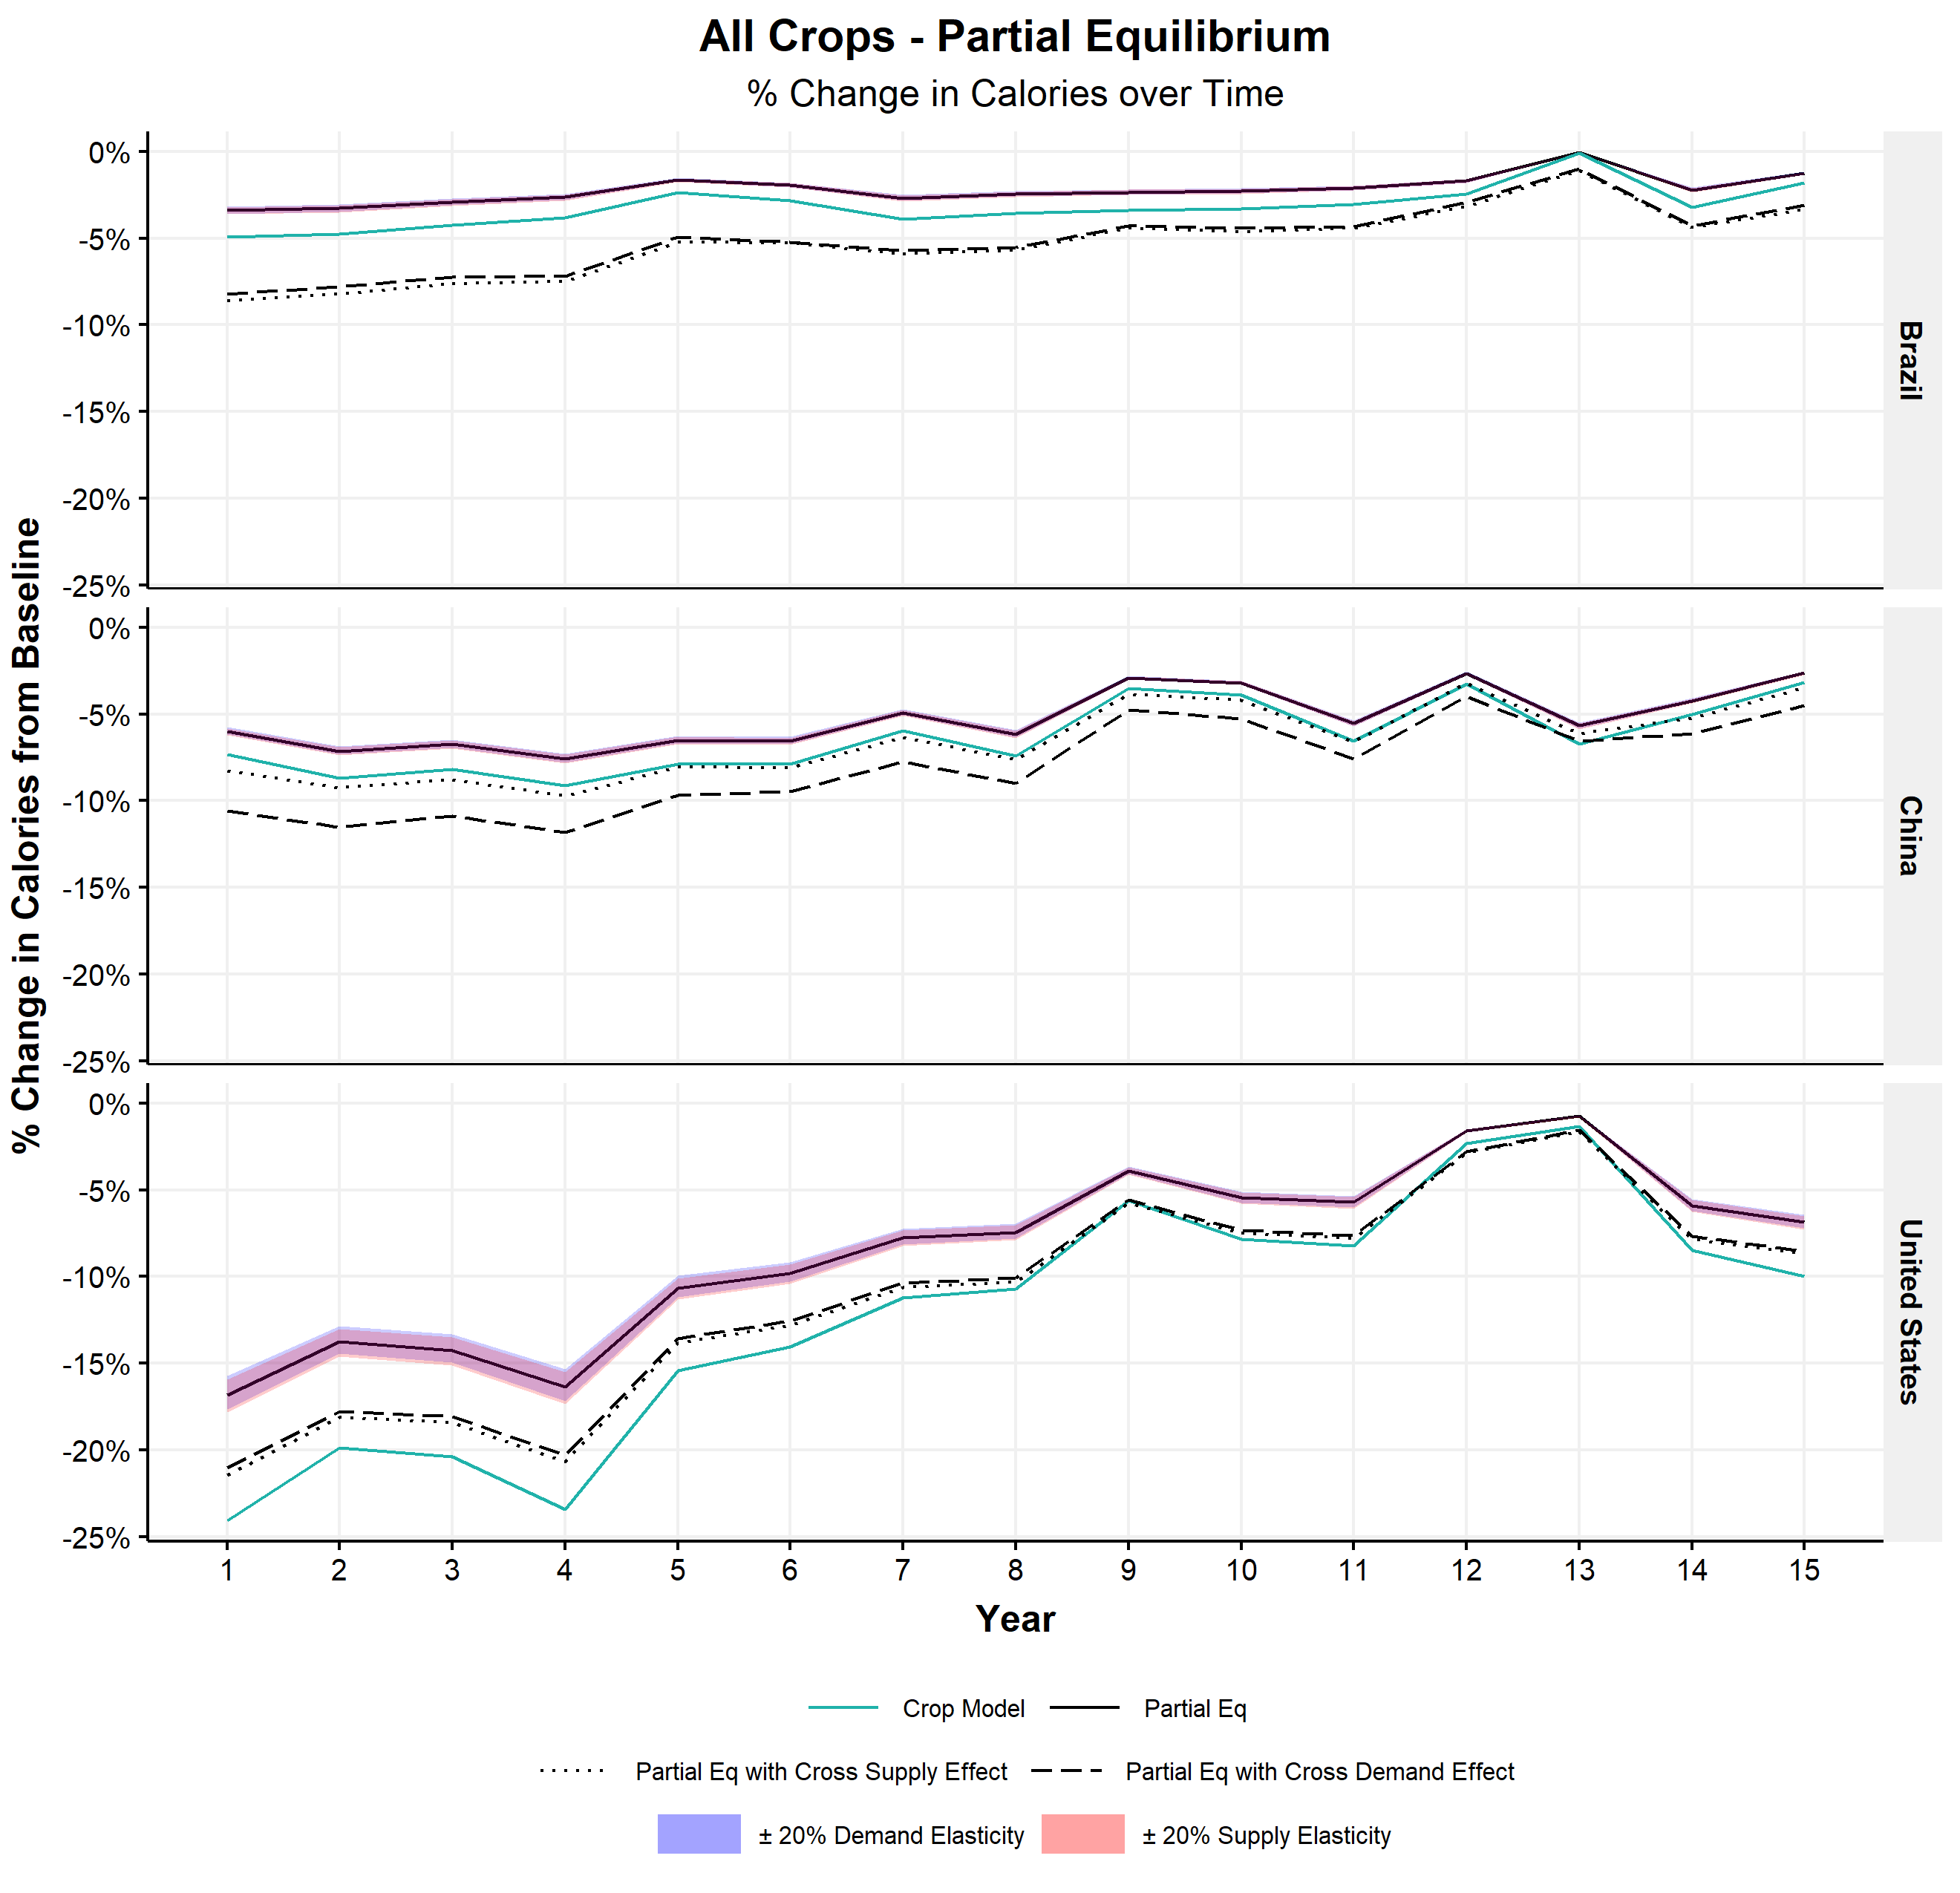 All Crops - Partial Equilibrium
% Change in Calories over Time
% Change in Calories from Baseline
0%
-5%
-10%
-15%
-20%
-25%
Brazil
0%
-5%
-10%
-15%
-20%
-25%
China
0%
-5%
-10%
-15%
-20%
-25%
United States
1 2 3 4 5 6 7 8 9 10 11 12 13 14 15
Year
Crop Model Partial Eq
Partial Eq with Cross Supply Effect Partial Eq with Cross Demand Effect
± 20% Demand Elasticity ± 20% Supply Elasticity